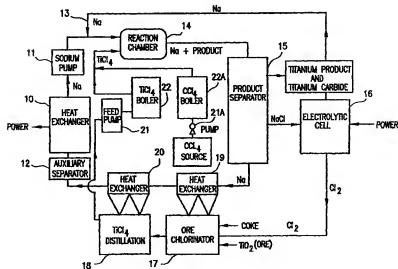 13
Na
Na
14
REACTION
CHAMBER
11
SODIUM
PUMP
TiCl4
Na + PRODUCT
15
TITANIUM PRODUCT
AND
TITANIUM CARBIDE
16
Na
10
HEAT
EXCHANGER
POWER
TiCl4
BOILER
22
CCl4
BOILER
22A
FEED
PUMP
21
21A
PUMP
CCL4
SOURCE
PRODUCT
SEPARATOR
NaCl
ELECTROLYTIC
CELL
POWER
12
AUXILIARY
SEPARATOR
20
HEAT
EXCHANGER
19
HEAT
EXCHANGER
Na
Cl2
TiCl4
DISTILLATION
18
ORE
CHLORINATOR
17
COKE
Cl2
TiO2(ORE)